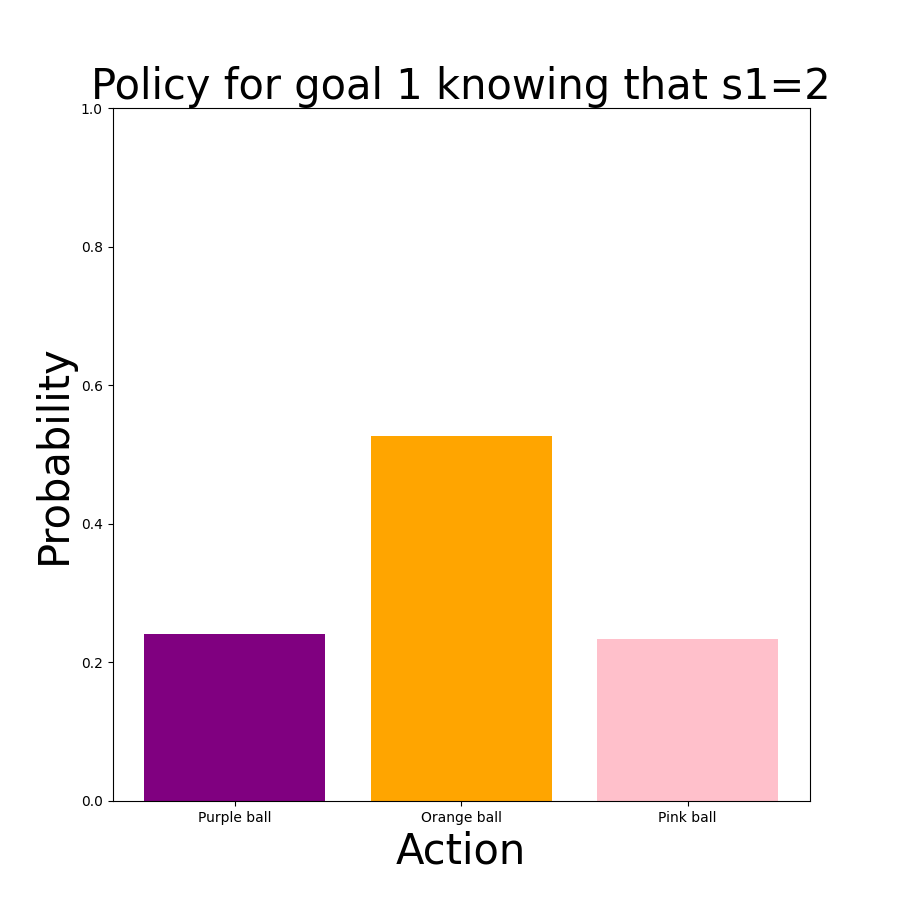 Policy for goal 1 knowing that s1=2
1.0
0.8
0.6
0.4
0.2
0.0
Probability
Purple ball
Orange ball
Pink ball
Action